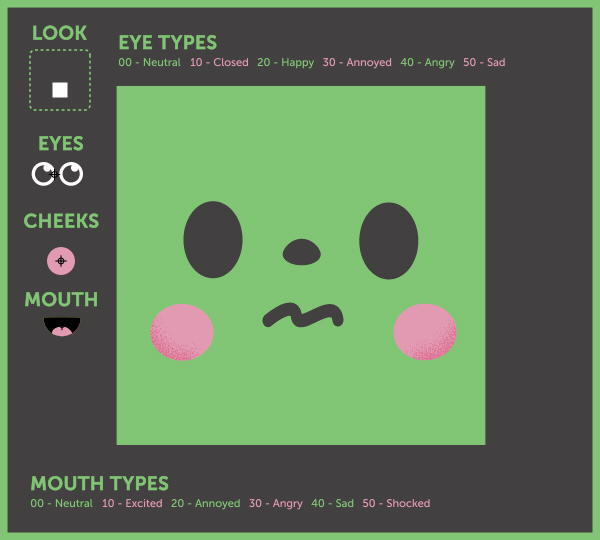 LOOK
EYE TYPES
00 - Neutral 10 - Closed 20 - Happy 30 - Annoyed 40 - Angry 50 - Sad
EYES
CHEEKS
MOUTH
MOUTH TYPES
00 - Neutral 10 - Excited 20 - Annoyed 30 - Angry 40 - Sad 50 - Shocked